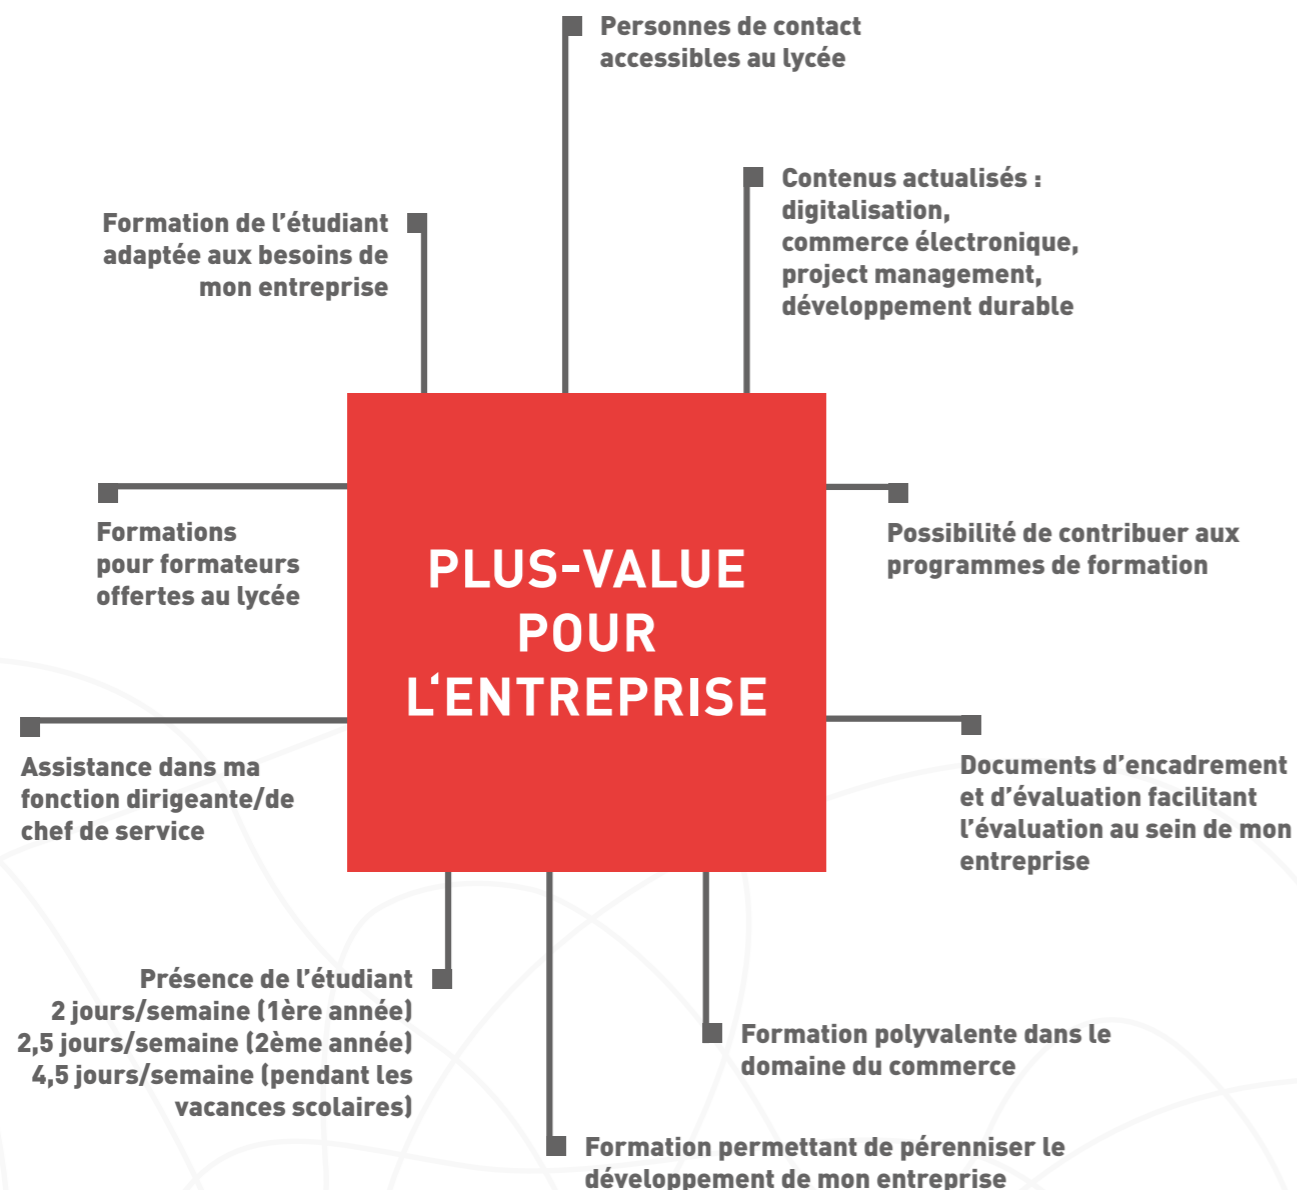 Personnes de contact
accessibles au lycée
Contenus actualisés :
digitalisation,
commerce électronique,
project management,
développement durable
Formation de l’étudiant
adaptée aux besoins de
mon entreprise
Formations
pour formateurs
offertes au lycée
PLUS-VALUE
POUR
L‘ENTREPRISE
Possibilité de contribuer aux
programmes de formation
Assistance dans ma
fonction dirigeante/de
chef de service
Documents d’encadrement
et d’évaluation facilitant
l’évaluation au sein de mon
entreprise
Présence de l’étudiant
2 jours/semaine (1ère année)
2,5 jours/semaine (2ème année)
4,5 jours/semaine (pendant les
vacances scolaires)
Formation polyvalente dans le
domaine du commerce
Formation permettant de pérenniser le
développement de mon entreprise